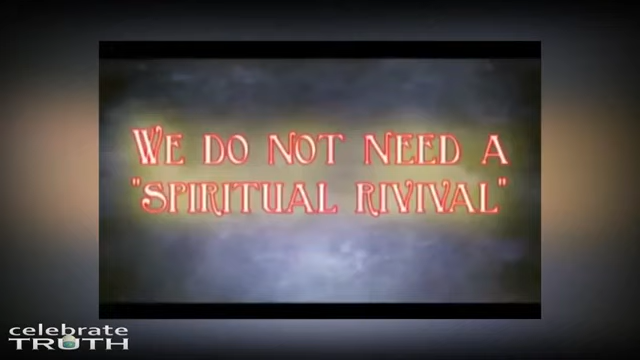 WE DO NOT NEED A
"SPIRITUAL RIVIVAL"
celebrate
TRUTH